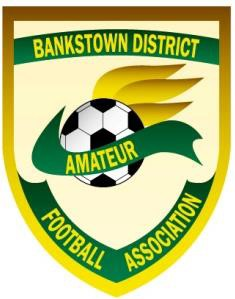 BANKSTOWN DISTRICT
AMATEUR
FOOTBALL ASSOCIATION